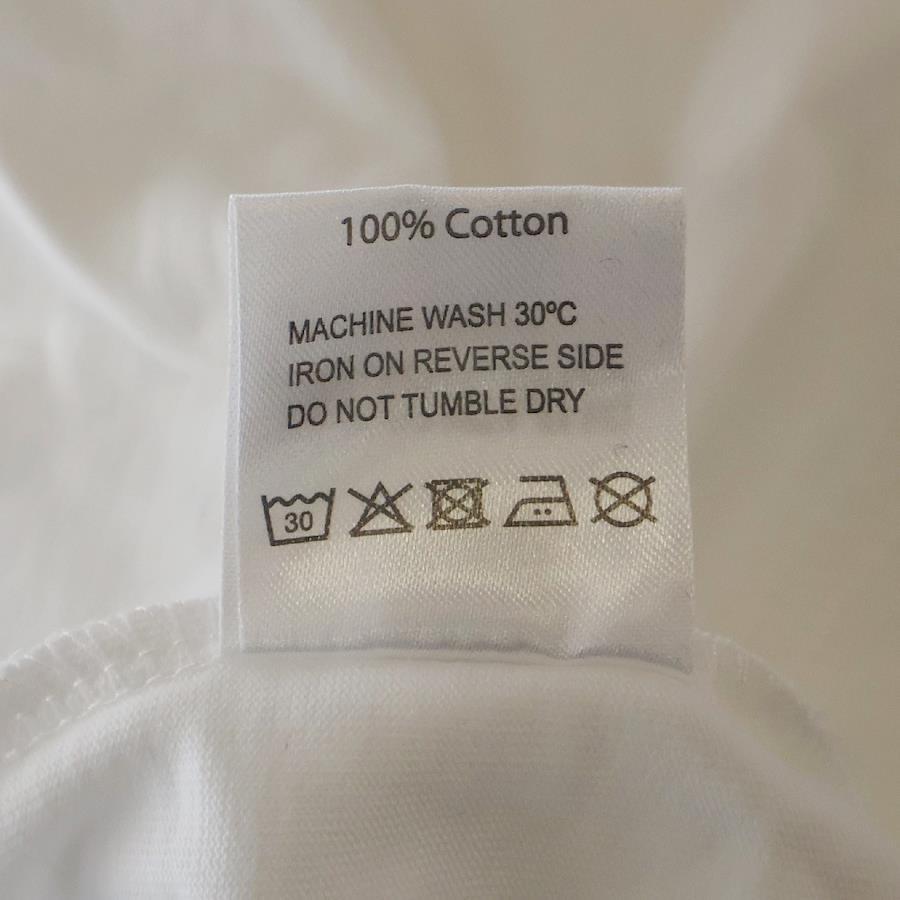 100% Cotton
MACHINE WASH 30ºC
IRON ON REVERSE SIDE
DO NOT TUMBLE DRY
30